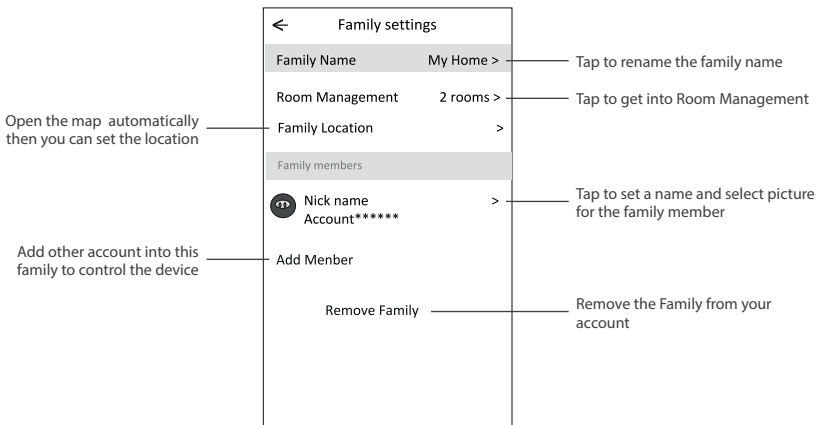 Family settings
Family Name My Home >
Tap to rename the family name
Room Management 2 rooms >
Tap to get into Room Management
Open the map automatically
then you can set the location
Family Location >
Family members
Nick name >
Account******
Tap to set a name and select picture
for the family member
Add other account into this
family to control the device
Add Menber
Remove Family
Remove the Family from your
account